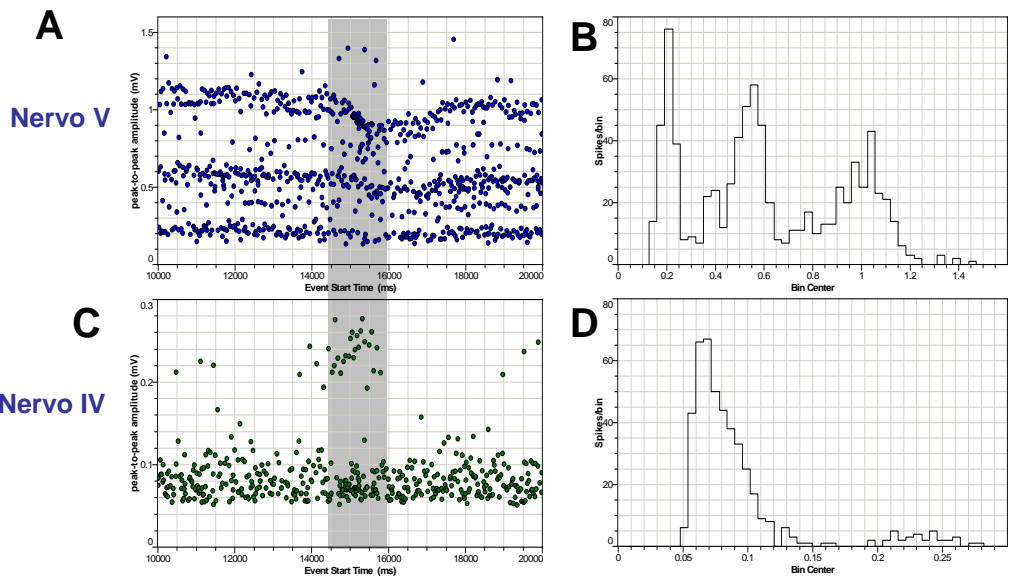 A
Nervo V
peak-to-peak amplitude (mV)
1.5
1
0.5
0
10000 12000 14000 16000 18000 20000
Event Start Time (ms)
B
Spikes/bin
80
60
40
20
0
0 0.2 0.4 0.6 0.8 1 1.2 1.4
Bin Center
C
Nervo IV
peak-to-peak amplitude (mV)
0.3
0.2
0.1
0
10000 12000 14000 16000 18000 20000
Event Start Time (ms)
D
Spikes/bin
80
60
40
20
0
0 0.05 0.1 0.15 0.2 0.25
Bin Center